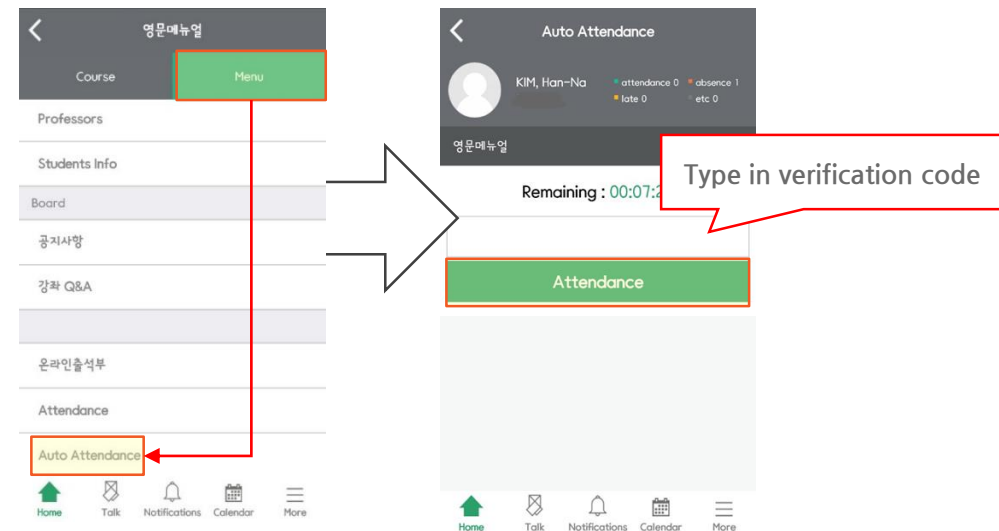 영문메뉴얼
Course
Menu
Professors
Students Info
Board
공지사항
강좌 Q&A
온라인출석부
Attendance
Auto Attendance
Home
Talk
Notifications
Calendar
More
Auto Attendance
KIM, Han-Na
attendance 0
absence 1
late 0
etc 0
영문메뉴얼
Remaining : 00:07:
Type in verification code
Attendance
Home
Talk
Notifications
Calendar
More